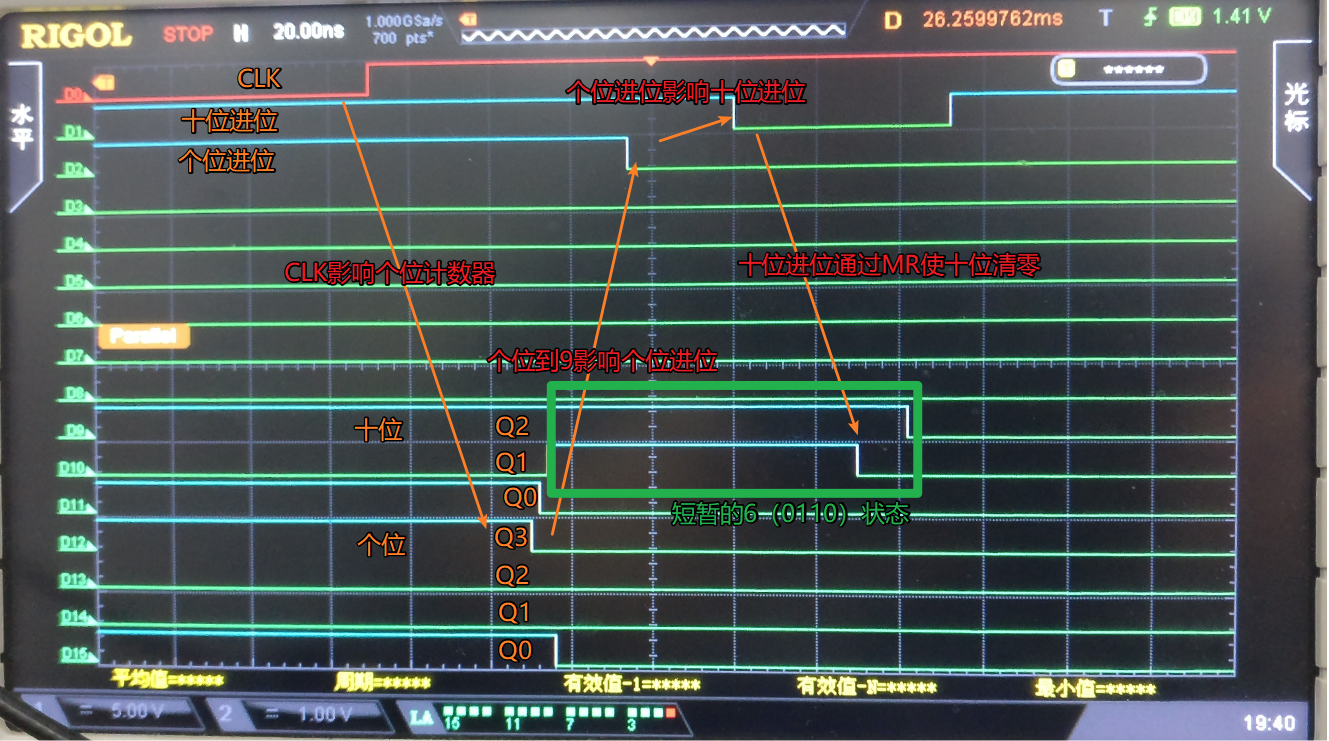 RIGOL STOP H 20.00ns 1.000GSa/s 700 pts* D 26.2599762ms T 1.41 V
水平
光标
D0 CLK
******
个位进位影响十位进位
D1 十位进位
D2 个位进位
D3
D4
D5
CLK影响个位计数器
十位进位通过MR使十位清零
D6
Parallel
D7
个位到9影响个位进位
D8
D9 十位 Q2
D10 Q1
D11 Q0
短暂的6（0110）状态
D12 个位 Q3
D13 Q2
D14 Q1
D15 Q0
平均值=***** 周期=***** 有效值-1=***** 有效值-N=***** 最小值=*****
1 = 5.00 V 2 = 1.00 V LA 15 11 7 3 19:40